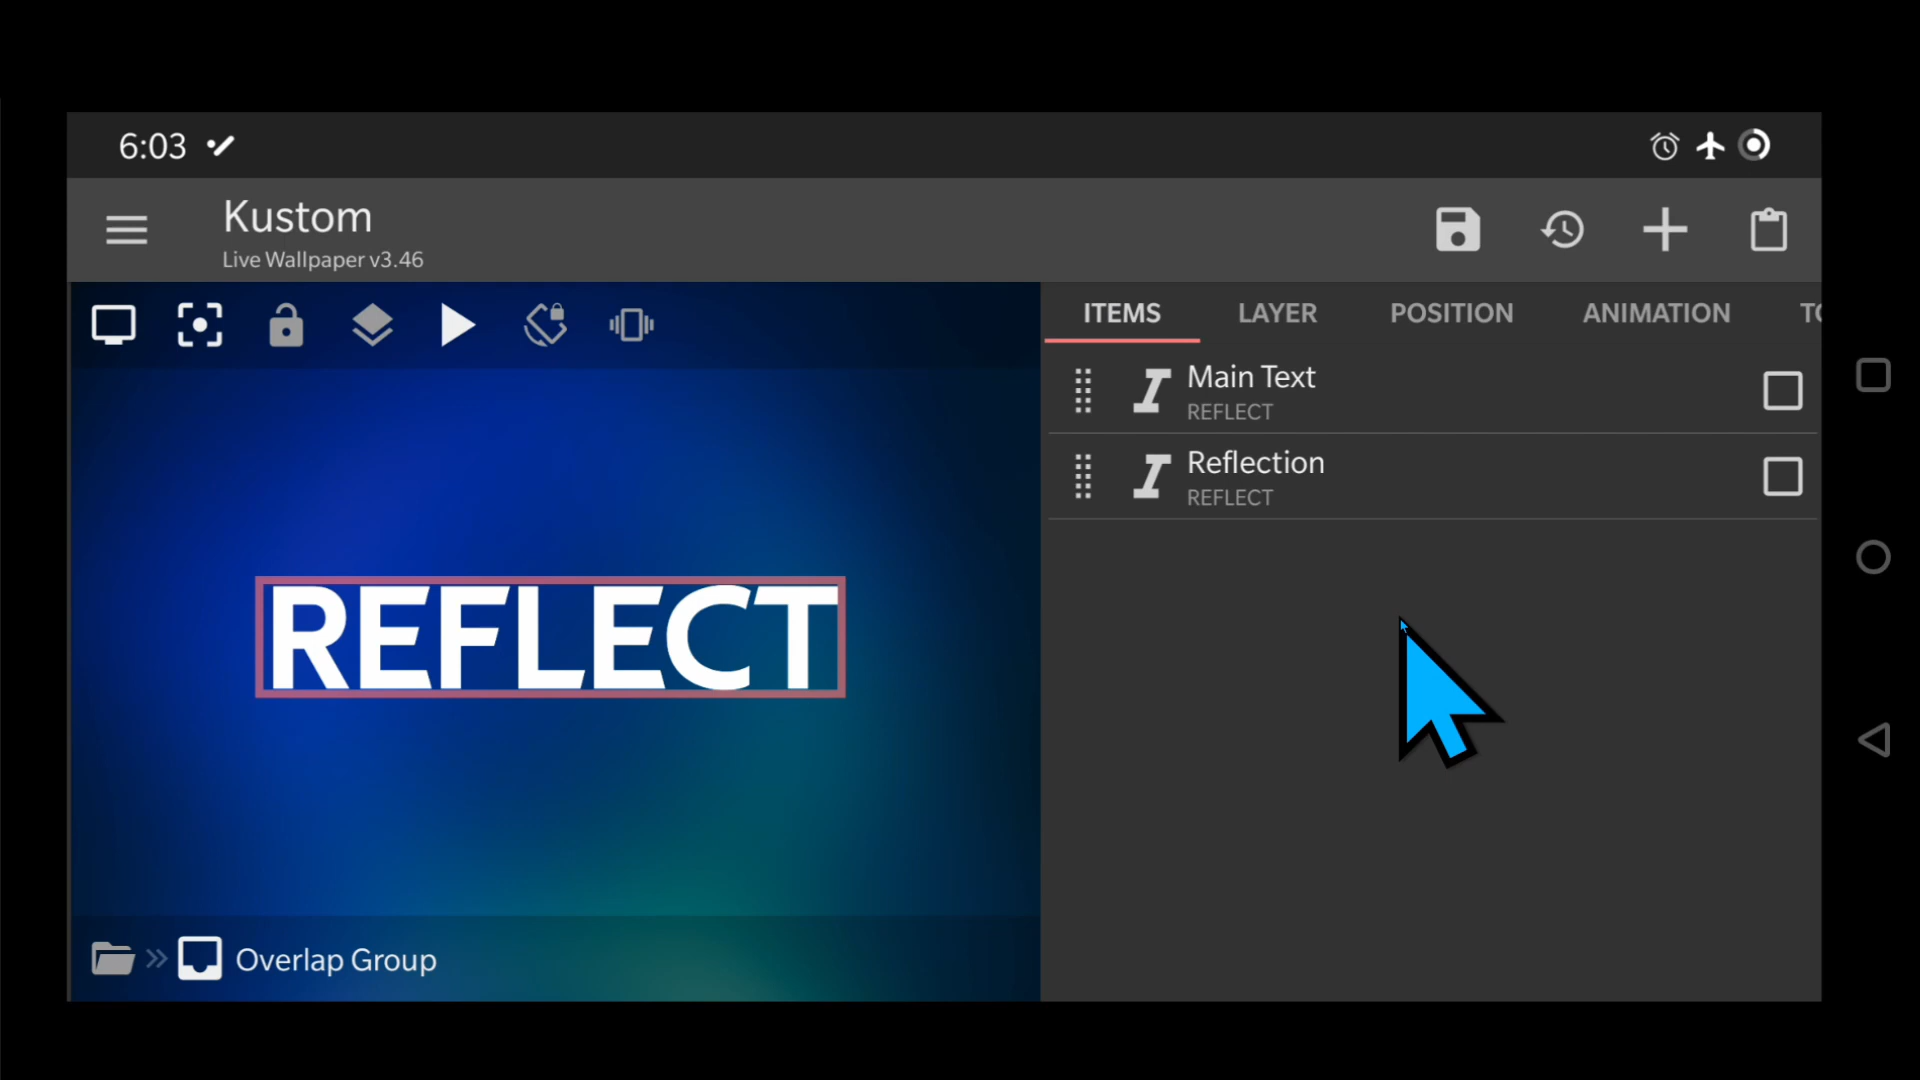 6:03
Kustom
Live Wallpaper v3.46
ITEMS LAYER POSITION ANIMATION
Main Text
REFLECT
Reflection
REFLECT
REFLECT
Overlap Group